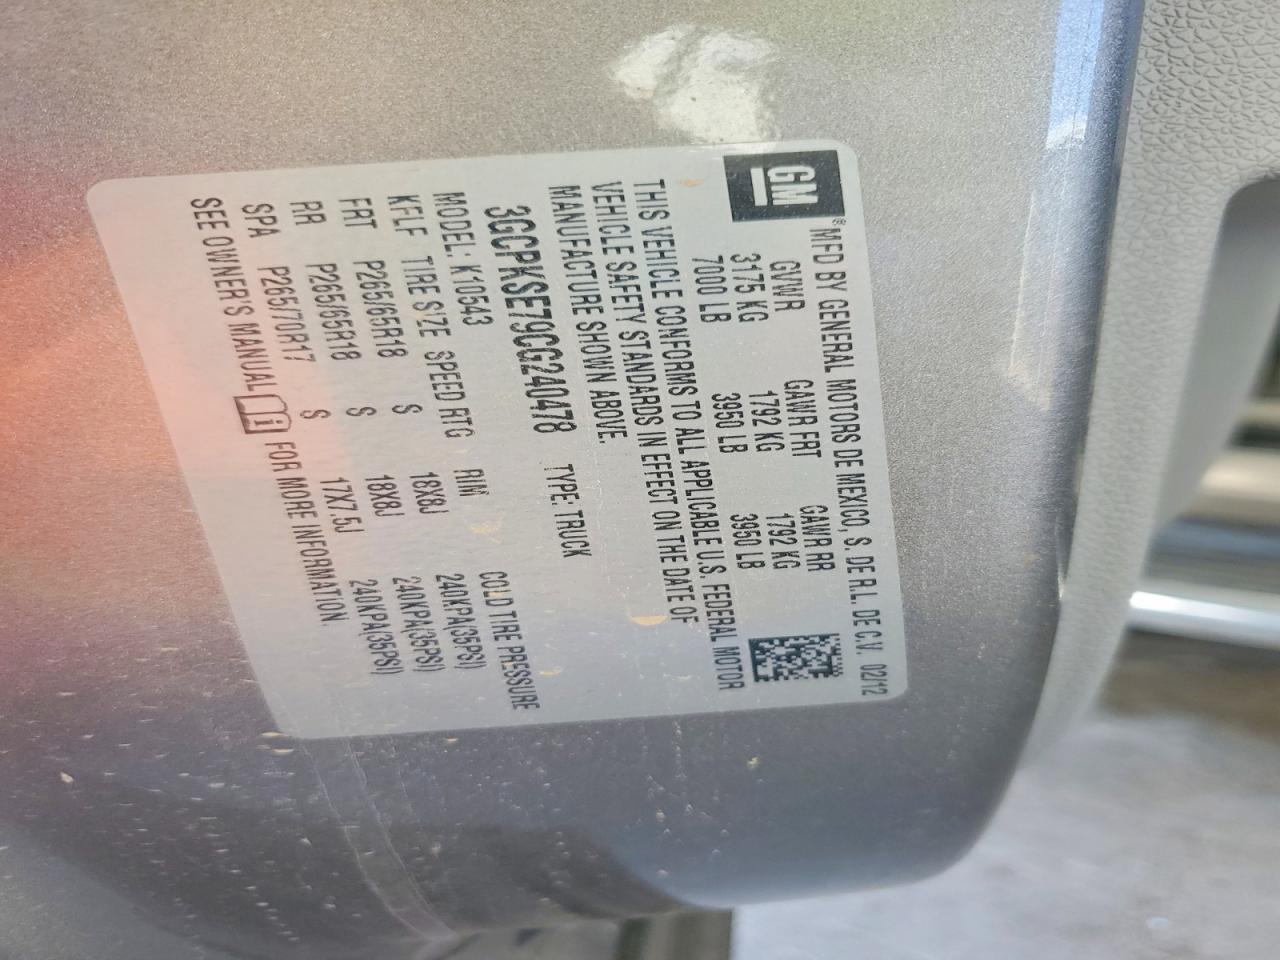 GM
®MFD BY GENERAL MOTORS DE MEXICO, S. DE R.L. DE C.V. 02/12
GVWR GAWR FRT GAWR RR
3175 KG 1792 KG 1792 KG
7000 LB 3950 LB 3950 LB
THIS VEHICLE CONFORMS TO ALL APPLICABLE U.S. FEDERAL MOTOR
VEHICLE SAFETY STANDARDS IN EFFECT ON THE DATE OF
MANUFACTURE SHOWN ABOVE.
3GCPKSE79CG240478 TYPE: TRUCK
MODEL: K10543
KFLF TIRE SIZE SPEED RTG RIM COLD TIRE PRESSURE
FRT P265/65R18 S 18X8J 240KPA(35PSI)
RR P265/65R18 S 18X8J 240KPA(35PSI)
SPA P265/70R17 S 17X7.5J 240KPA(35PSI)
SEE OWNER'S MANUAL FOR MORE INFORMATION.